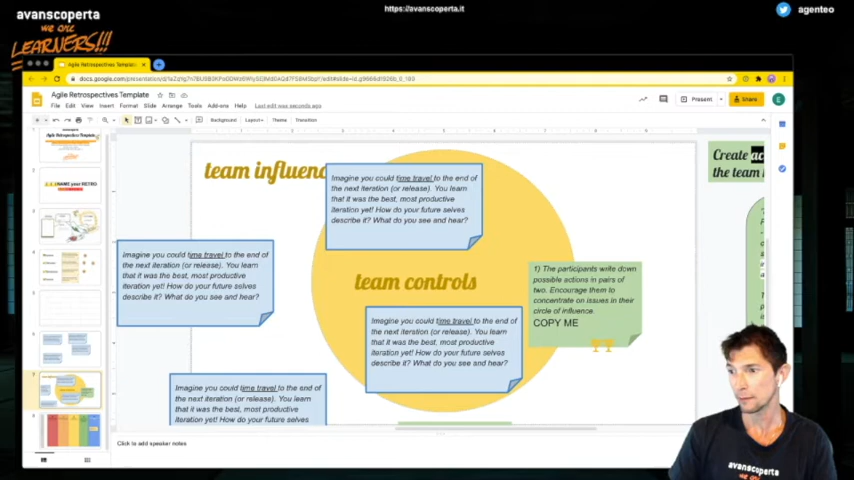 https://avanscoperta.it
agenteo
avanscoperta
we are
LEARNERS!!!
Agile Retrospectives Template
Agile Retrospectives Template
File Edit View Insert Format Slide Arrange Tools Add-ons Help Last edit was seconds ago
Present
Share
E
Background Layout Theme Transition
team influenc
Imagine you could time travel to the end of
the next iteration (or release). You learn
that it was the best, most productive
iteration yet! How do your future selves
describe it? What do you see and hear?
Create ac
the team i
Imagine you could time travel to the end of
the next iteration (or release). You learn
that it was the best, most productive
iteration yet! How do your future selves
describe it? What do you see and hear?
team controls
1) The participants write down
possible actions in pairs of
two. Encourage them to
concentrate on issues in their
circle of influence.
COPY ME
Imagine you could time travel to the end of
the next iteration (or release). You learn
that it was the best, most productive
iteration yet! How do your future selves
describe it? What do you see and hear?
Imagine you could time travel to the end of
the next iteration (or release). You learn
that it was the best, most productive
iteration yet! How do your future selves
Click to add speaker notes
avanscoperta
we are